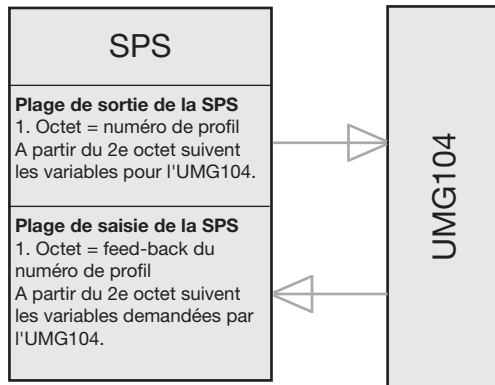 SPS
Plage de sortie de la SPS
1. Octet = numéro de profil
A partir du 2e octet suivent
les variables pour l'UMG104.
Plage de saisie de la SPS
1. Octet = feed-back du
numéro de profil
A partir du 2e octet suivent
les variables demandées par
l'UMG104.
UMG104